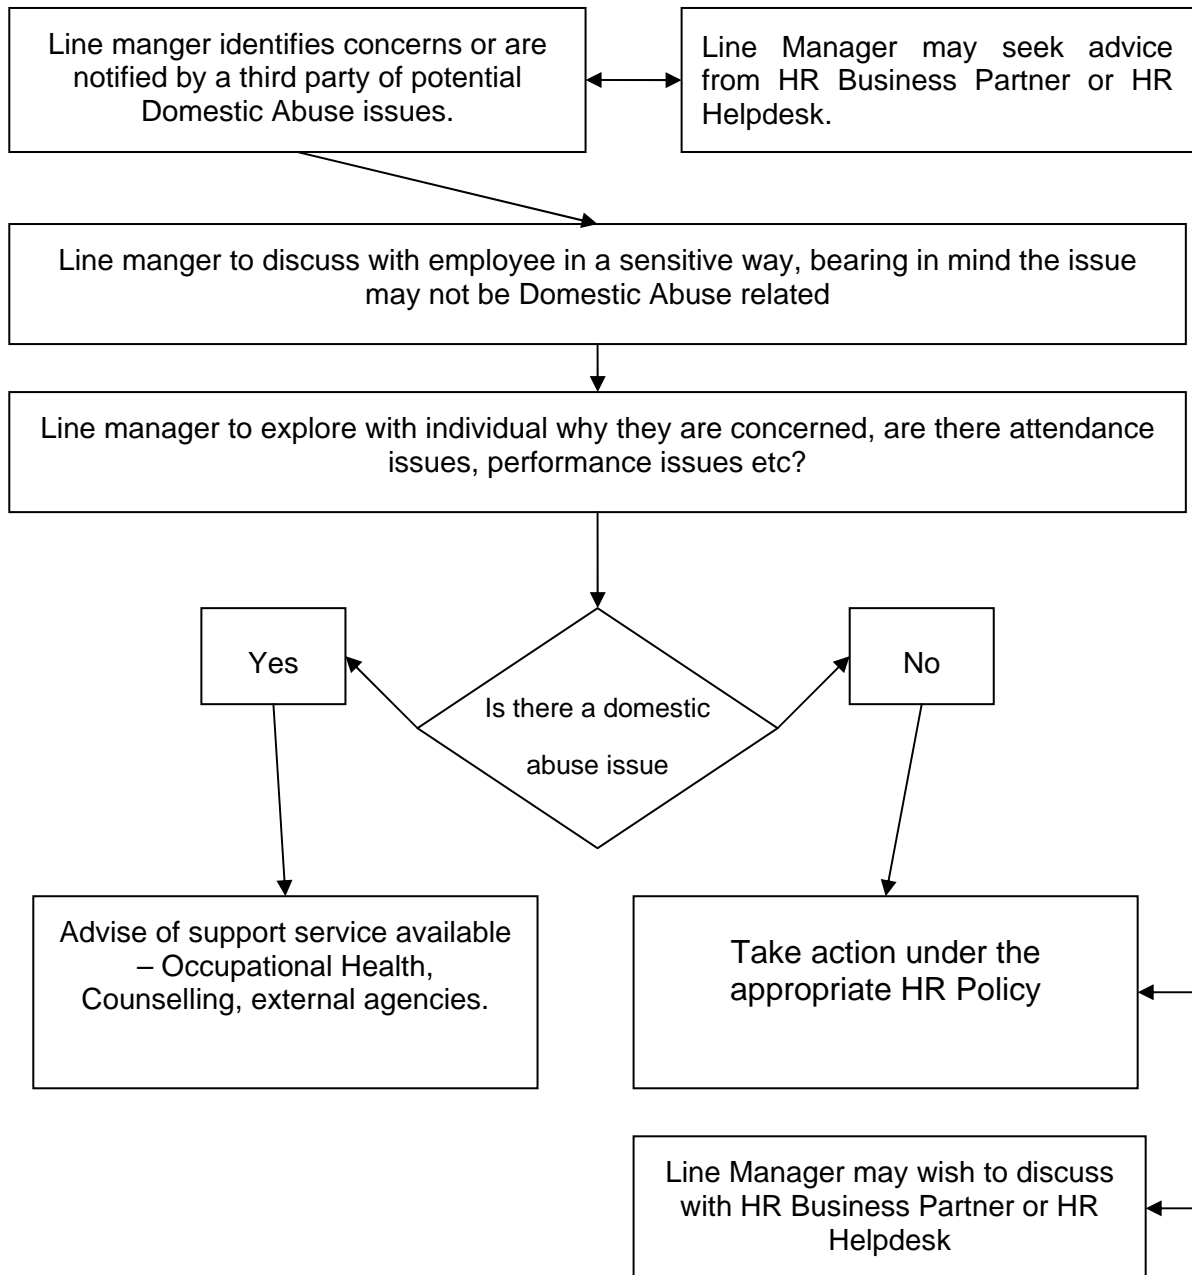 Line manger identifies concerns or are
notified by a third party of potential
Domestic Abuse issues.
Line Manager may seek advice
from HR Business Partner or HR
Helpdesk.
Line manger to discuss with employee in a sensitive way, bearing in mind the issue
may not be Domestic Abuse related
Line manager to explore with individual why they are concerned, are there attendance
issues, performance issues etc?
Yes
No
Is there a domestic
abuse issue
Advise of support service available
– Occupational Health,
Counselling, external agencies.
Take action under the
appropriate HR Policy
Line Manager may wish to discuss
with HR Business Partner or HR
Helpdesk